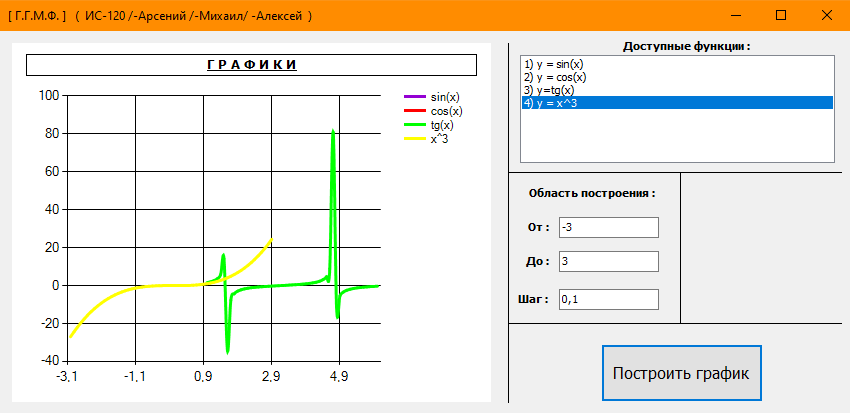 [ Г.Г.М.Ф. ] ( ИС-120 /-Арсений /-Михаил/ -Алексей )
ГРАФИКИ
100
80
60
40
20
0
-20
-40
-3,1 -1,1 0,9 2,9 4,9
sin(x)
cos(x)
tg(x)
x^3
Доступные функции :
1) y = sin(x)
2) y = cos(x)
3) y=tg(x)
4) y = x^3
Область построения :
От : -3
До : 3
Шаг : 0,1
Построить график